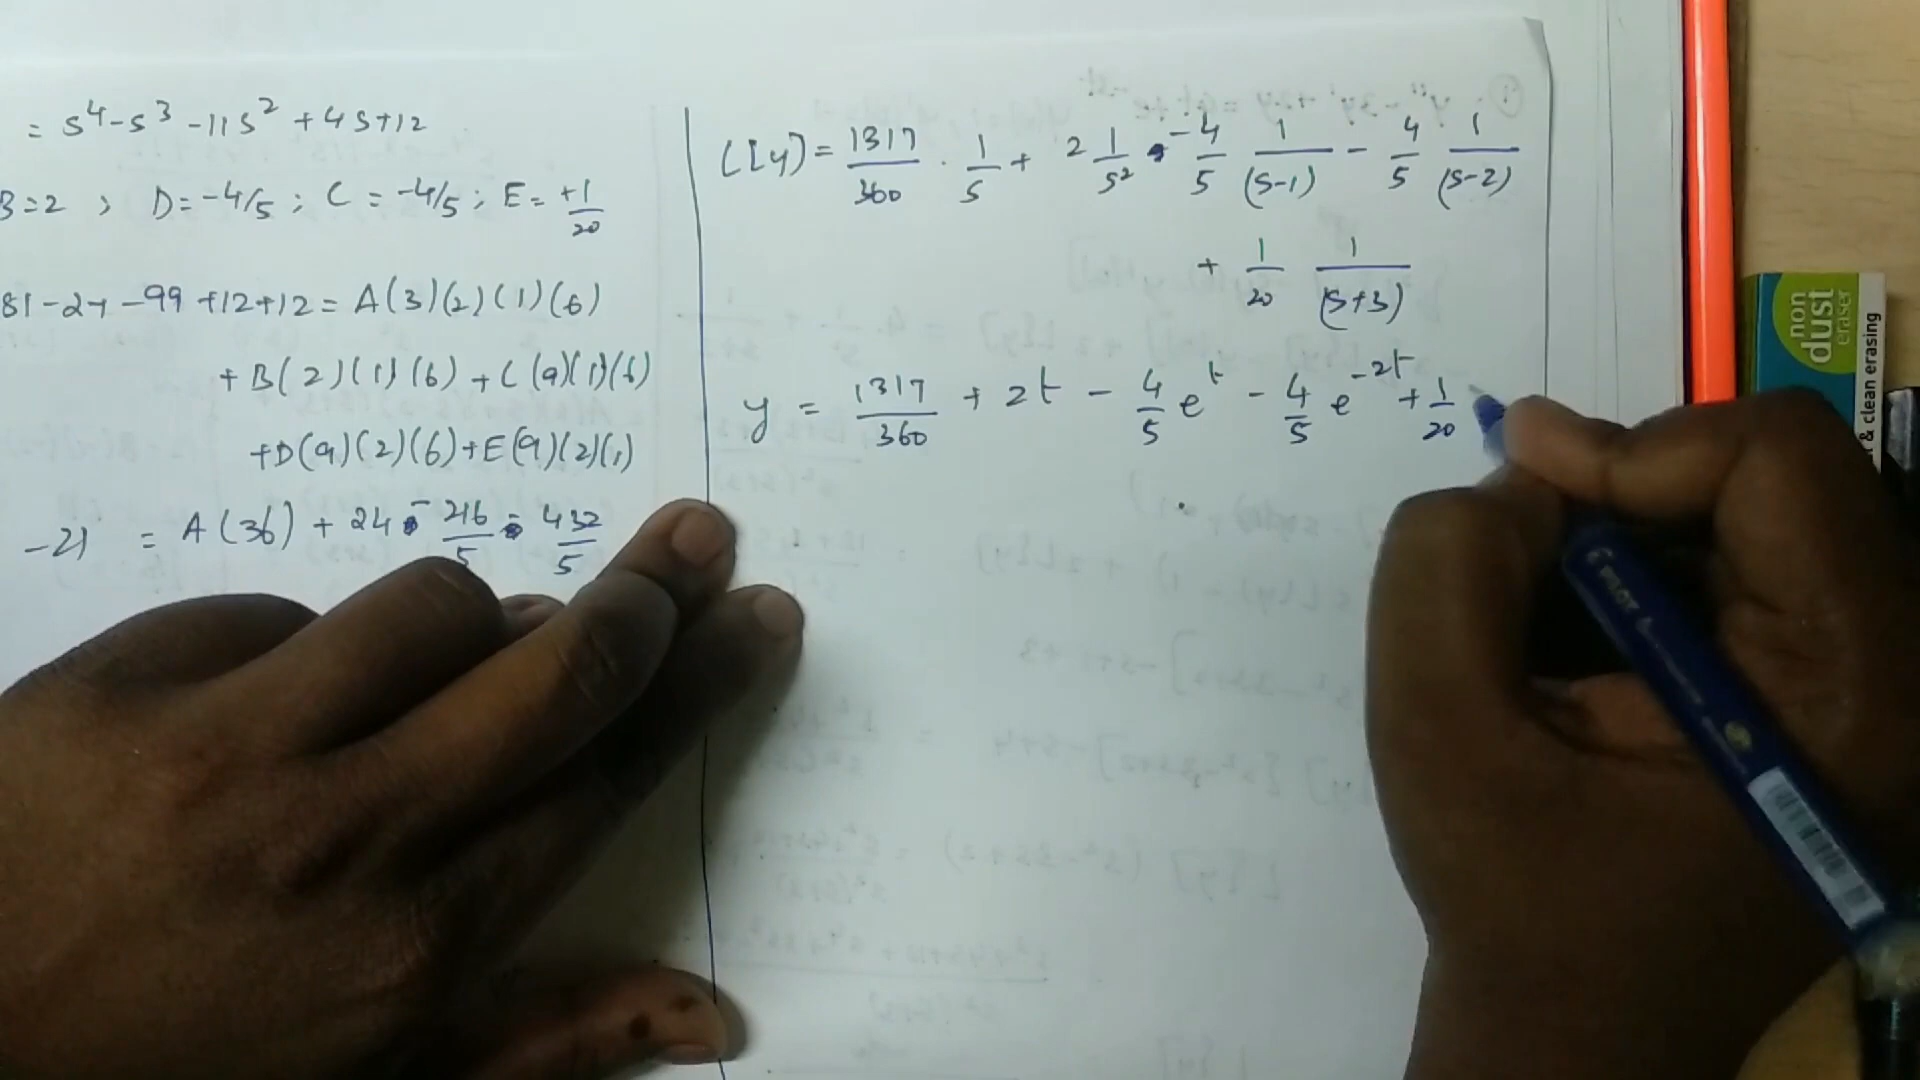 = s⁴-s³ -11s² +4s+12
B=2 , D=-4/5 ; C = -4/5 ; E= +1/20
81-27-99+12+12= A(3)(2)(1)(6)
+B(2)(1)(6)+C(9)(1)(6)
+D(9)(2)(6)+E(9)(2)(1)
-21 = A(36) + 24 - 216/5 - 432/5
L[y]= 1317/360 . 1/s + 2 1/s² - 4/5 1/(s-1) - 4/5 1/(s-2)
+ 1/20 1/(s+3)
y = 1317/360 + 2t - 4/5 e^t - 4/5 e^-2t + 1/20
non
dust
eraser
& clean erasing
PILOT